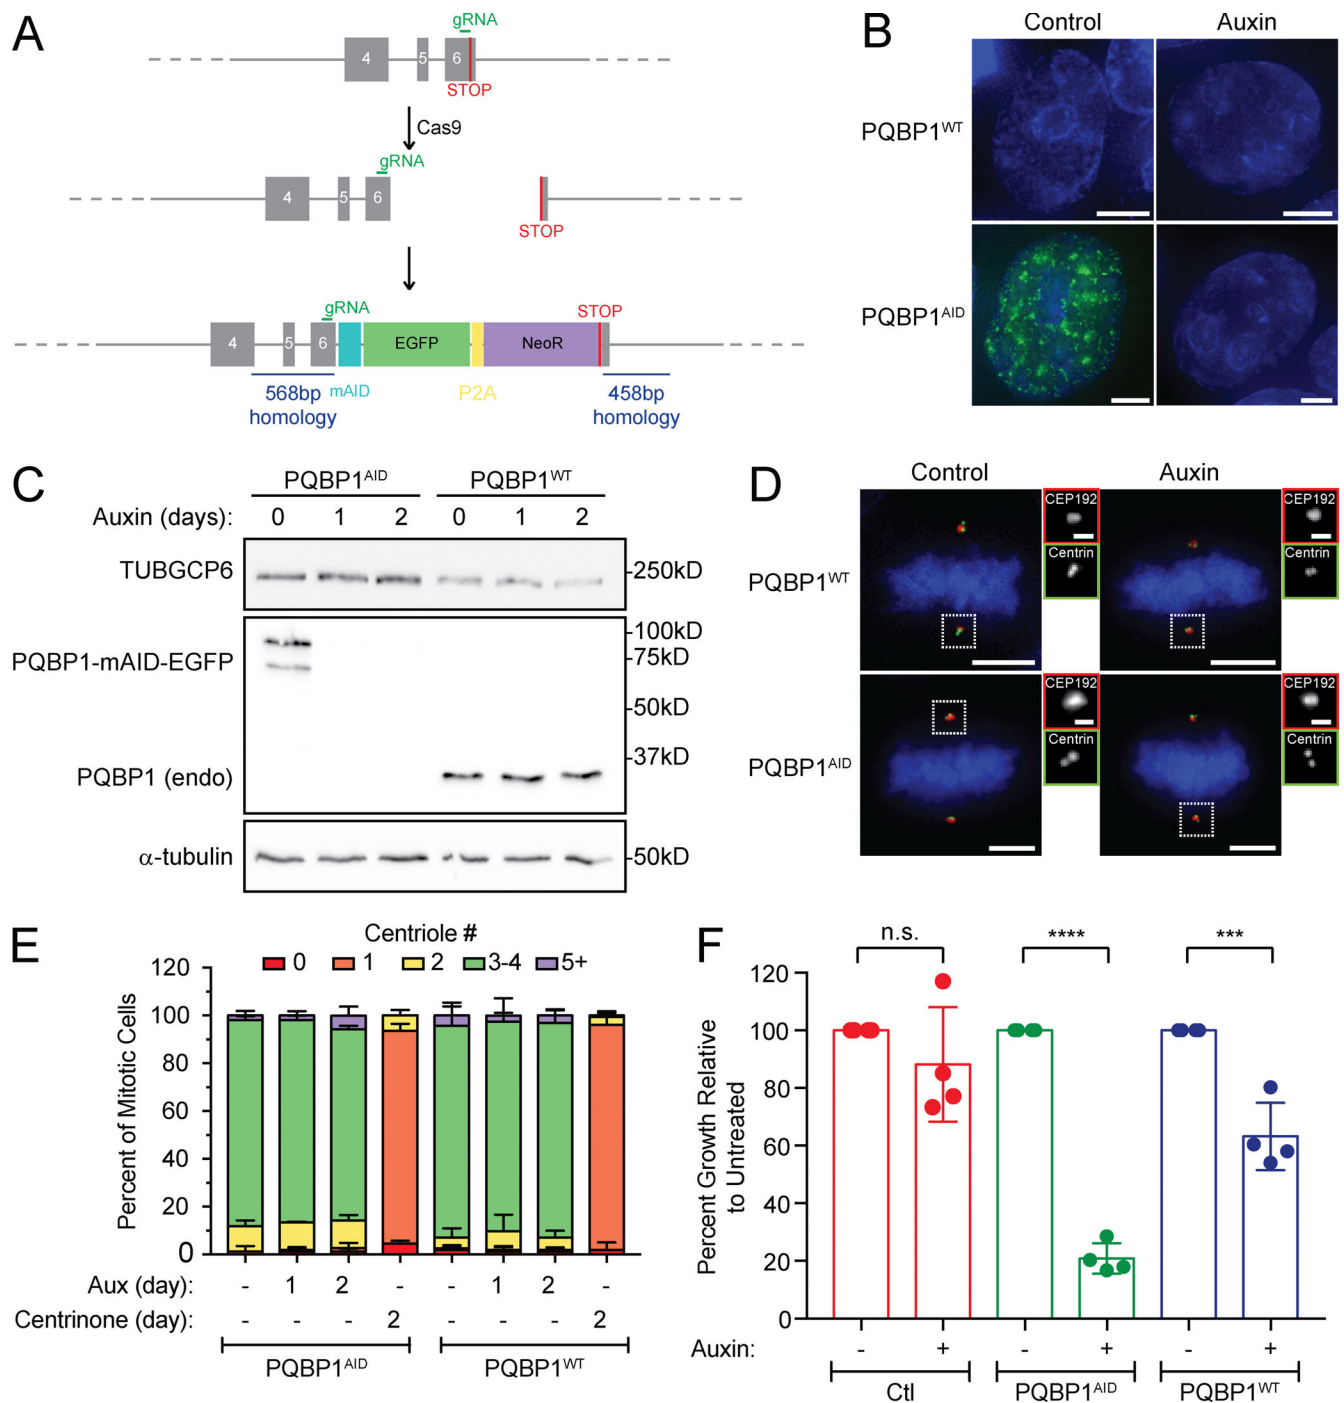 A
gRNA
4 5 6
STOP
Cas9
gRNA
4 5 6
STOP
gRNA
STOP
4 5 6 EGFP NeoR
568bp homology
mAID
P2A
458bp homology
B
Control Auxin
PQBP1WT
PQBP1AID
C
PQBP1AID PQBP1WT
Auxin (days): 0 1 2 0 1 2
TUBGCP6 -250kD
-100kD
PQBP1-mAID-EGFP -75kD
-50kD
-37kD
PQBP1 (endo)
α-tubulin -50kD
D
Control Auxin
PQBP1WT
CEP192
Centrin
CEP192
Centrin
PQBP1AID
CEP192
Centrin
CEP192
Centrin
E
Centriole #
0 1 2 3-4 5+
Percent of Mitotic Cells
120
100
80
60
40
20
0
Aux (day): - 1 2 - - 1 2 -
Centrinone (day): - - - 2 - - - 2
PQBP1AID PQBP1WT
F
n.s. **** ***
Percent Growth Relative
to Untreated
120
100
80
60
40
20
0
Auxin: - + - + - +
Ctl PQBP1AID PQBP1WT